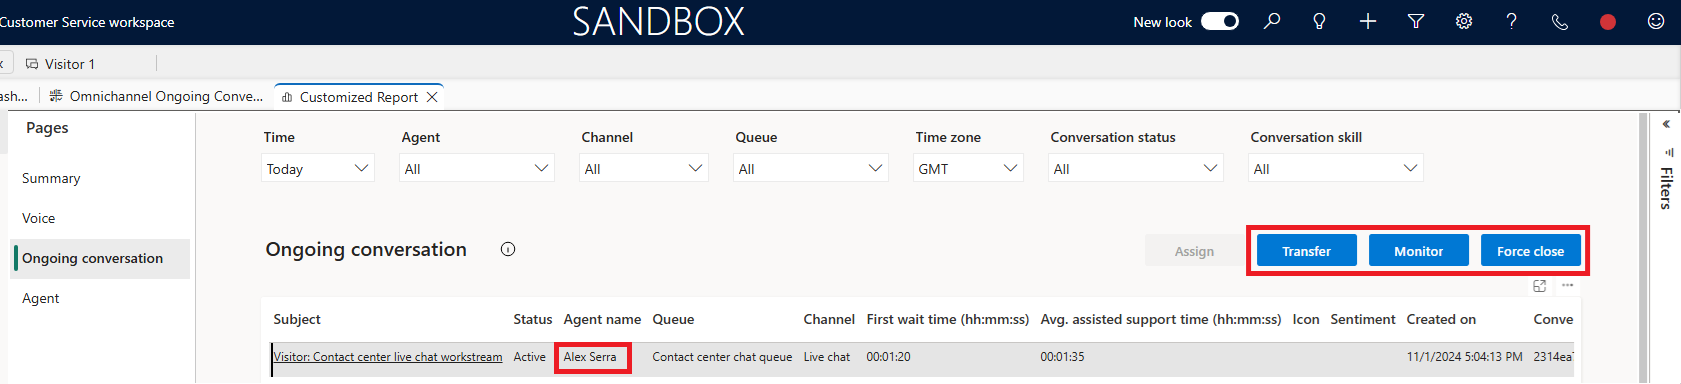 Customer Service workspace
SANDBOX
New look
Visitor 1
ash...
Omnichannel Ongoing Conve...
Customized Report
Pages
Summary
Voice
Ongoing conversation
Agent
Time Agent Channel Queue Time zone Conversation status Conversation skill
Today All All All GMT All All
Filters
Ongoing conversation
Assign Transfer Monitor Force close
Subject Status Agent name Queue Channel First wait time (hh:mm:ss) Avg. assisted support time (hh:mm:ss) Icon Sentiment Created on Conve
Visitor: Contact center live chat workstream Active Alex Serra Contact center chat queue Live chat 00:01:20 00:01:35 11/1/2024 5:04:13 PM 2314ea